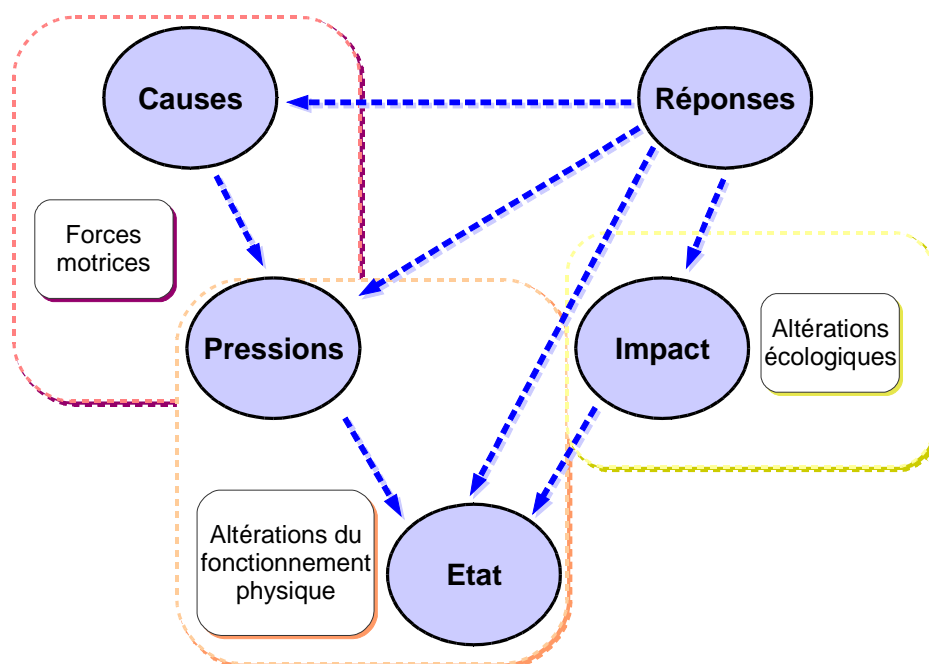 Causes
Réponses
Forces
motrices
Pressions
Impact
Altérations
écologiques
Altérations du
fonctionnement
physique
Etat